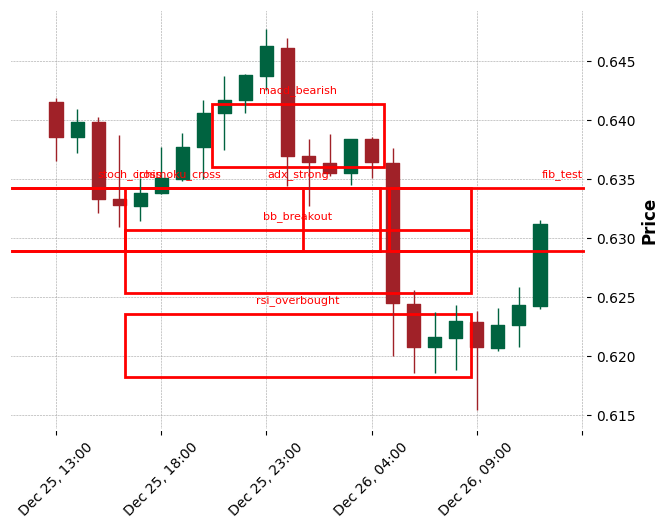 0.645
macd_bearish
0.640
0.635
ichimoku_cross
adx_strong
fib_test
bb_breakout
0.630
Price
0.625
rsi_overbought
0.620
0.615
Dec 25, 13:00
Dec 25, 18:00
Dec 25, 23:00
Dec 26, 04:00
Dec 26, 09:00